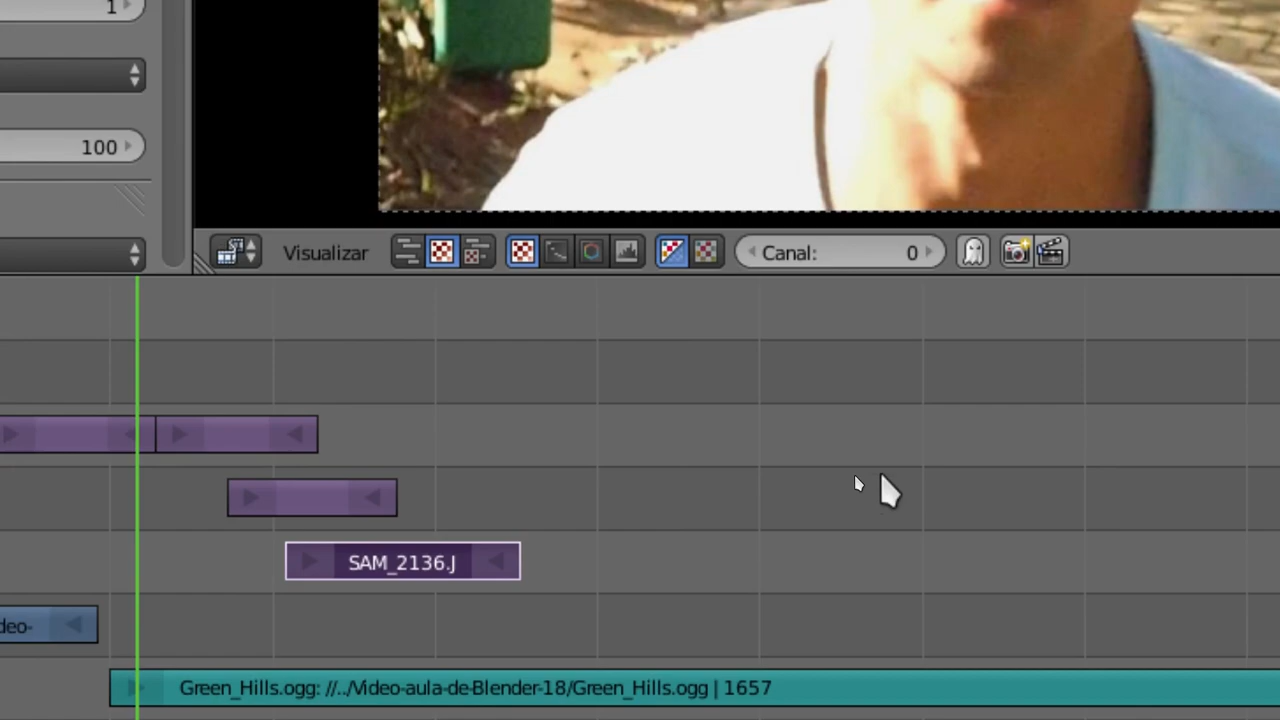 1
100
Visualizar
Canal: 0
SAM_2136.J
deo-
Green_Hills.ogg: //../Video-aula-de-Blender-18/Green_Hills.ogg | 1657